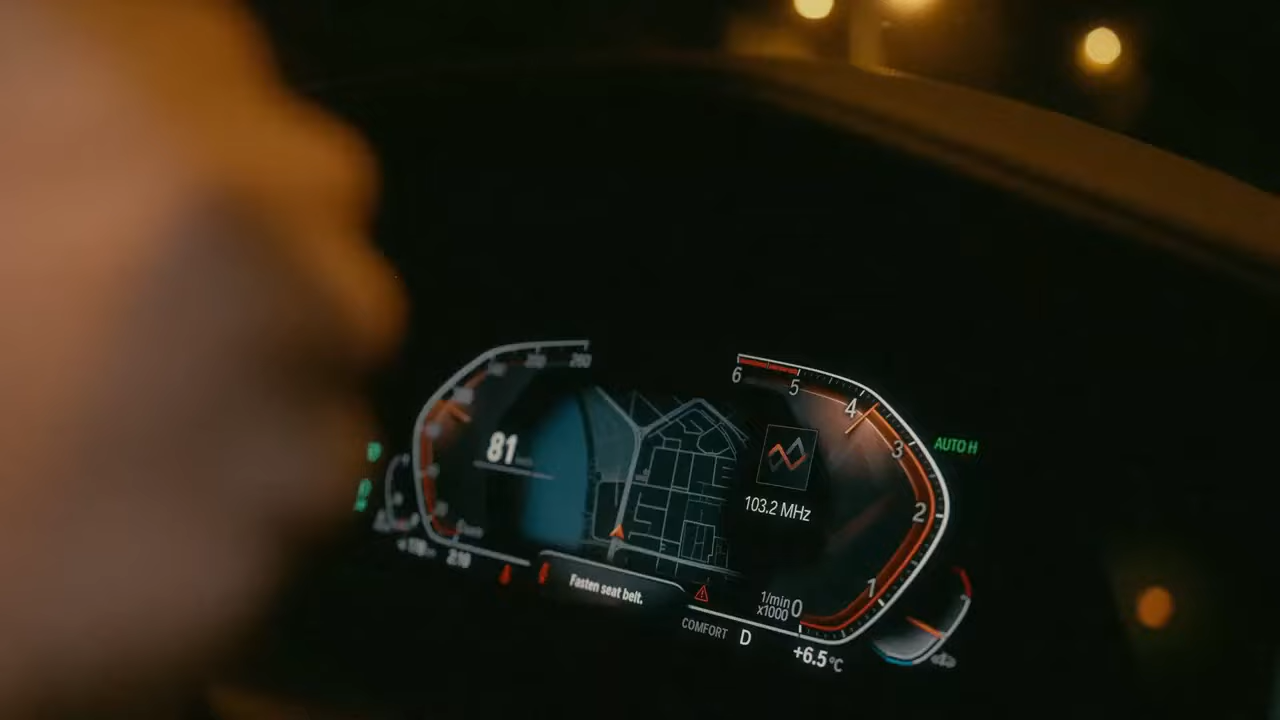 260
81
6
5
4
3
2
1
0
1/min
x1000
103.2 MHz
AUTO H
Fasten seat belt.
COMFORT D
+6.5°C